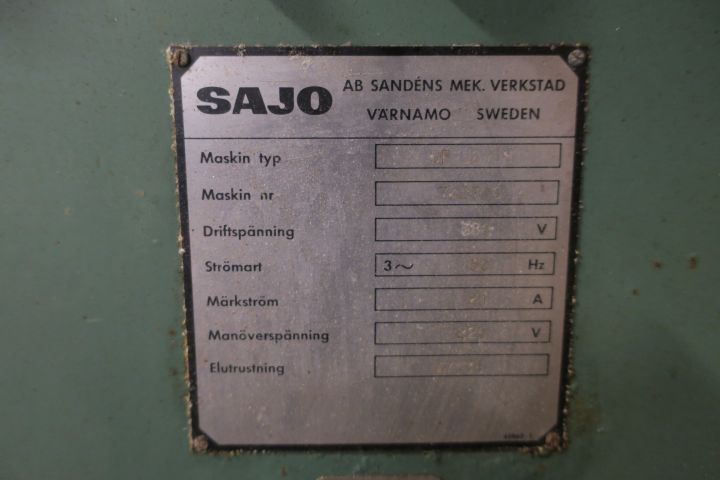 SAJO
AB SANDÉNS MEK. VERKSTAD
VÄRNAMO SWEDEN
Maskin typ
Maskin nr
Driftspänning V
Strömart 3~ Hz
Märkström A
Manöverspänning V
Elutrustning